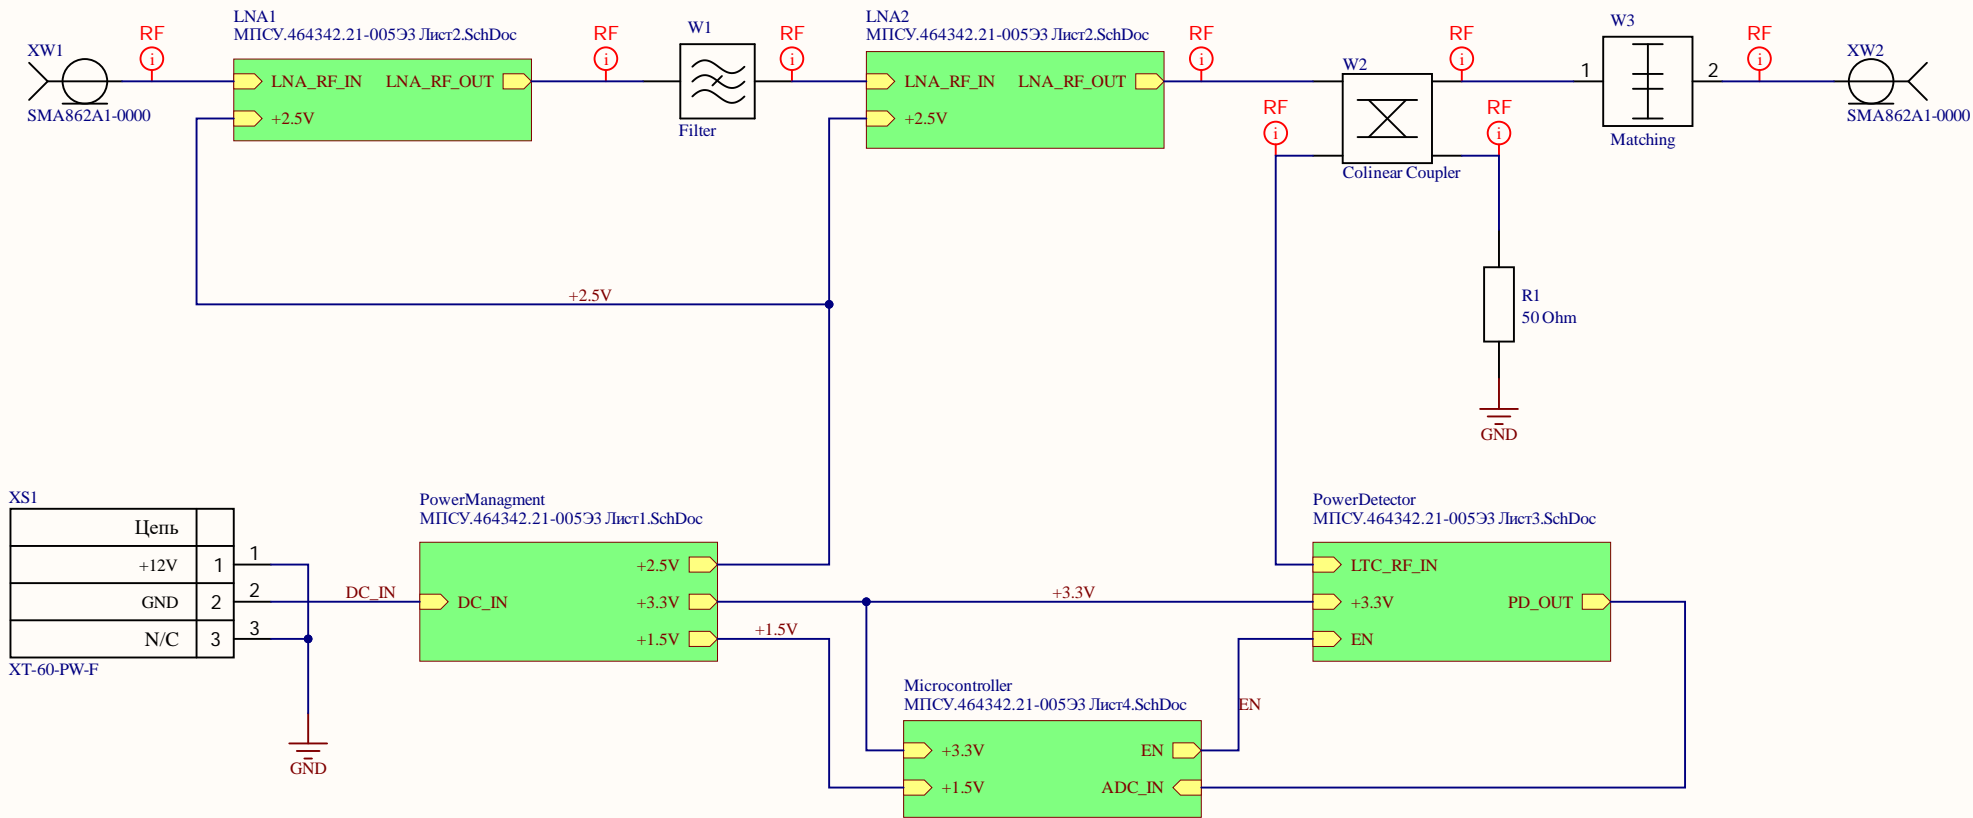 LNA1
МПСУ.464342.21-005Э3 Лист2.SchDoc
LNA2
МПСУ.464342.21-005Э3 Лист2.SchDoc
W1
W3
XW1
RF
i
LNA_RF_IN
LNA_RF_OUT
+2.5V
RF
i
RF
i
LNA_RF_IN
LNA_RF_OUT
+2.5V
RF
i
W2
RF
i
1
2
RF
i
XW2
SMA862A1-0000
Filter
RF
i
RF
i
Matching
SMA862A1-0000
Colinear Coupler
+2.5V
R1
50 Ohm
GND
XS1
Цепь
+12V
1
1
GND
2
2
N/C
3
3
XT-60-PW-F
GND
DC_IN
PowerManagment
МПСУ.464342.21-005Э3 Лист1.SchDoc
DC_IN
+2.5V
+3.3V
+1.5V
+1.5V
+3.3V
PowerDetector
МПСУ.464342.21-005Э3 Лист3.SchDoc
LTC_RF_IN
+3.3V
PD_OUT
EN
Microcontroller
МПСУ.464342.21-005Э3 Лист4.SchDoc
EN
+3.3V
EN
+1.5V
ADC_IN